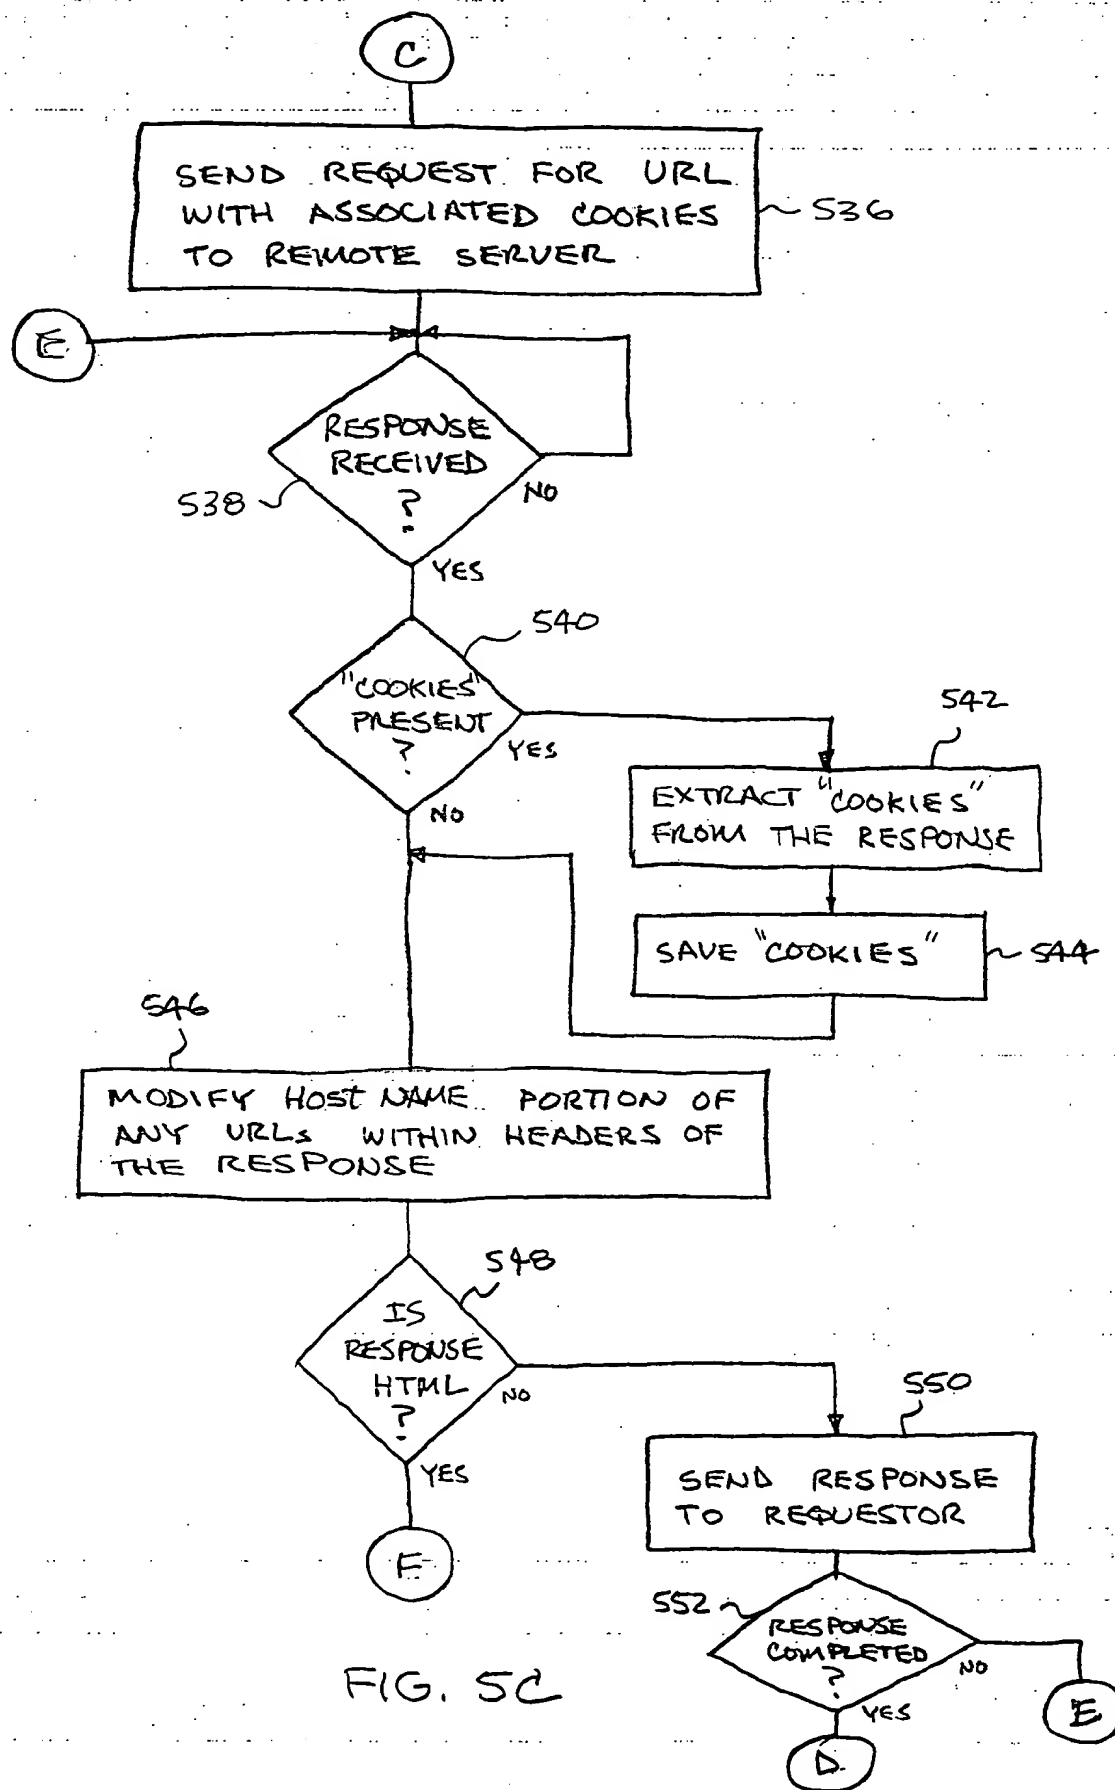 C
SEND REQUEST FOR URL
WITH ASSOCIATED COOKIES
TO REMOTE SERVER
536
E
RESPONSE
RECEIVED
?
538
NO
YES
540
"COOKIES"
PRESENT
?
YES
NO
542
EXTRACT "COOKIES"
FROM THE RESPONSE
SAVE "COOKIES"
544
546
MODIFY HOST NAME PORTION OF
ANY URLs WITHIN HEADERS OF
THE RESPONSE
548
IS
RESPONSE
HTML
?
NO
YES
F
550
SEND RESPONSE
TO REQUESTOR
552
RESPONSE
COMPLETED
?
NO
YES
E
D
FIG. 5C